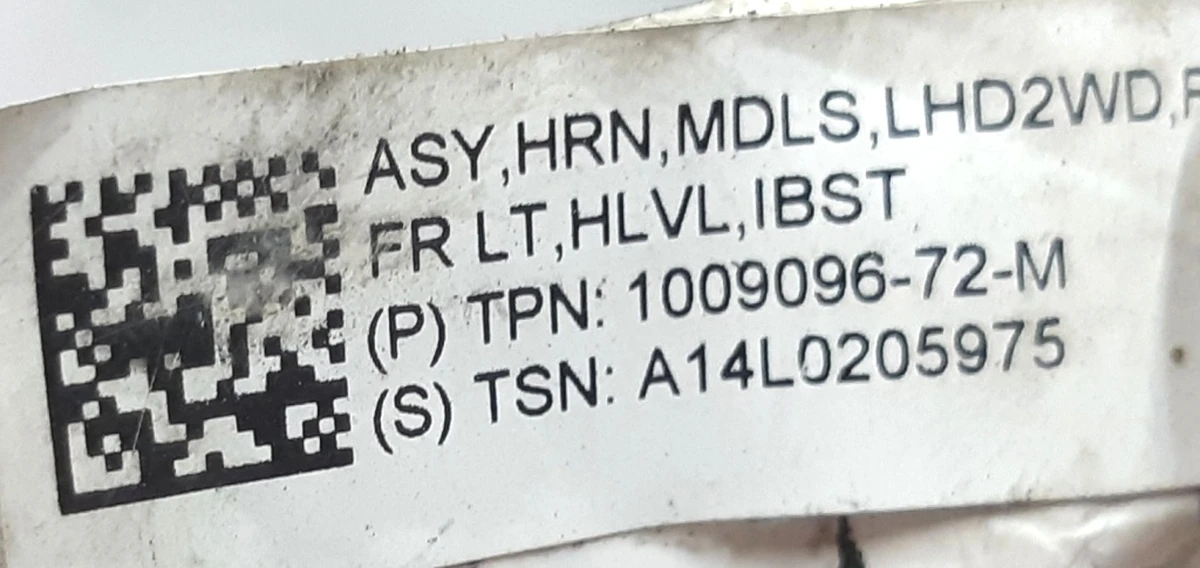 ASY,HRN,MDLS,LHD2WD,
FR LT,HLVL,IBST
(P) TPN: 1009096-72-M
(S) TSN: A14L0205975